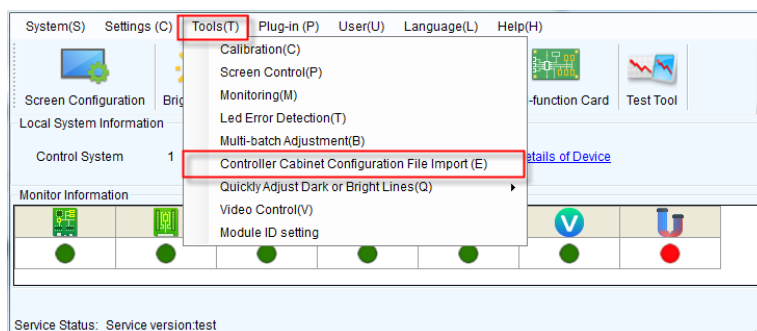 System(S) Settings (C) Tools(T) Plug-in (P) User(U) Language(L) Help(H)
Calibration(C)
Screen Control(P)
Monitoring(M)
Led Error Detection(T)
Multi-batch Adjustment(B)
Controller Cabinet Configuration File Import (E)
Quickly Adjust Dark or Bright Lines(Q)
Video Control(V)
Module ID setting
Screen Configuration Brig -function Card Test Tool
Local System Information
Control System 1 etails of Device
Monitor Information
V
Service Status: Service version:test